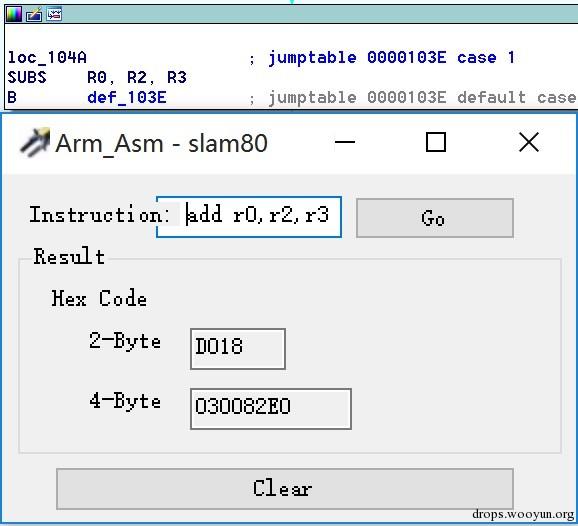 loc_104A ; jumptable 0000103E case 1
SUBS R0, R2, R3
B def_103E ; jumptable 0000103E default case
Arm_Asm - slam80
Instruction: add r0,r2,r3 Go
Result
Hex Code
2-Byte D018
4-Byte 030082E0
Clear
drops.wooyun.org